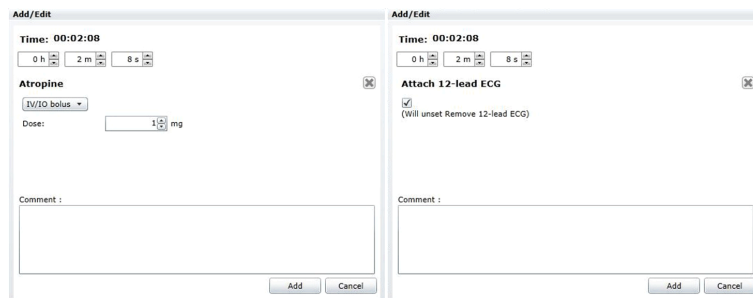 Add/Edit
Time: 00:02:08
0 h 2 m 8 s
Atropine
IV/IO bolus
Dose: 1 mg
Comment :
Add Cancel
Add/Edit
Time: 00:02:08
0 h 2 m 8 s
Attach 12-lead ECG
(Will unset Remove 12-lead ECG)
Comment :
Add Cancel